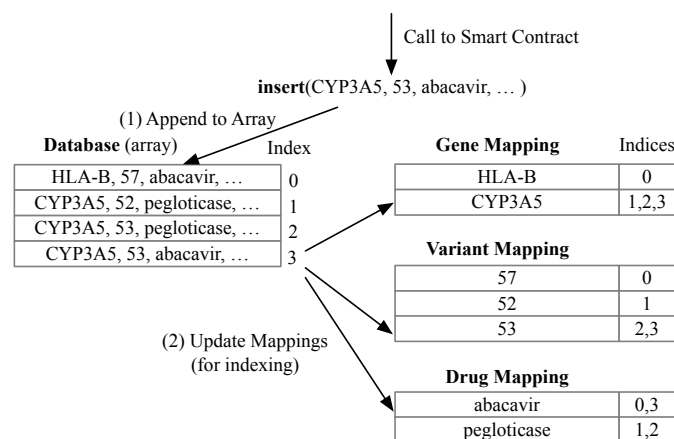 Call to Smart Contract
insert(CYP3A5, 53, abacavir, … )
(1) Append to Array
Database (array)
Index
HLA-B, 57, abacavir, …
0
CYP3A5, 52, pegloticase, …
1
CYP3A5, 53, pegloticase, …
2
CYP3A5, 53, abacavir, …
3
Gene Mapping
Indices
HLA-B
0
CYP3A5
1,2,3
Variant Mapping
57
0
52
1
53
2,3
(2) Update Mappings
(for indexing)
Drug Mapping
abacavir
0,3
pegloticase
1,2